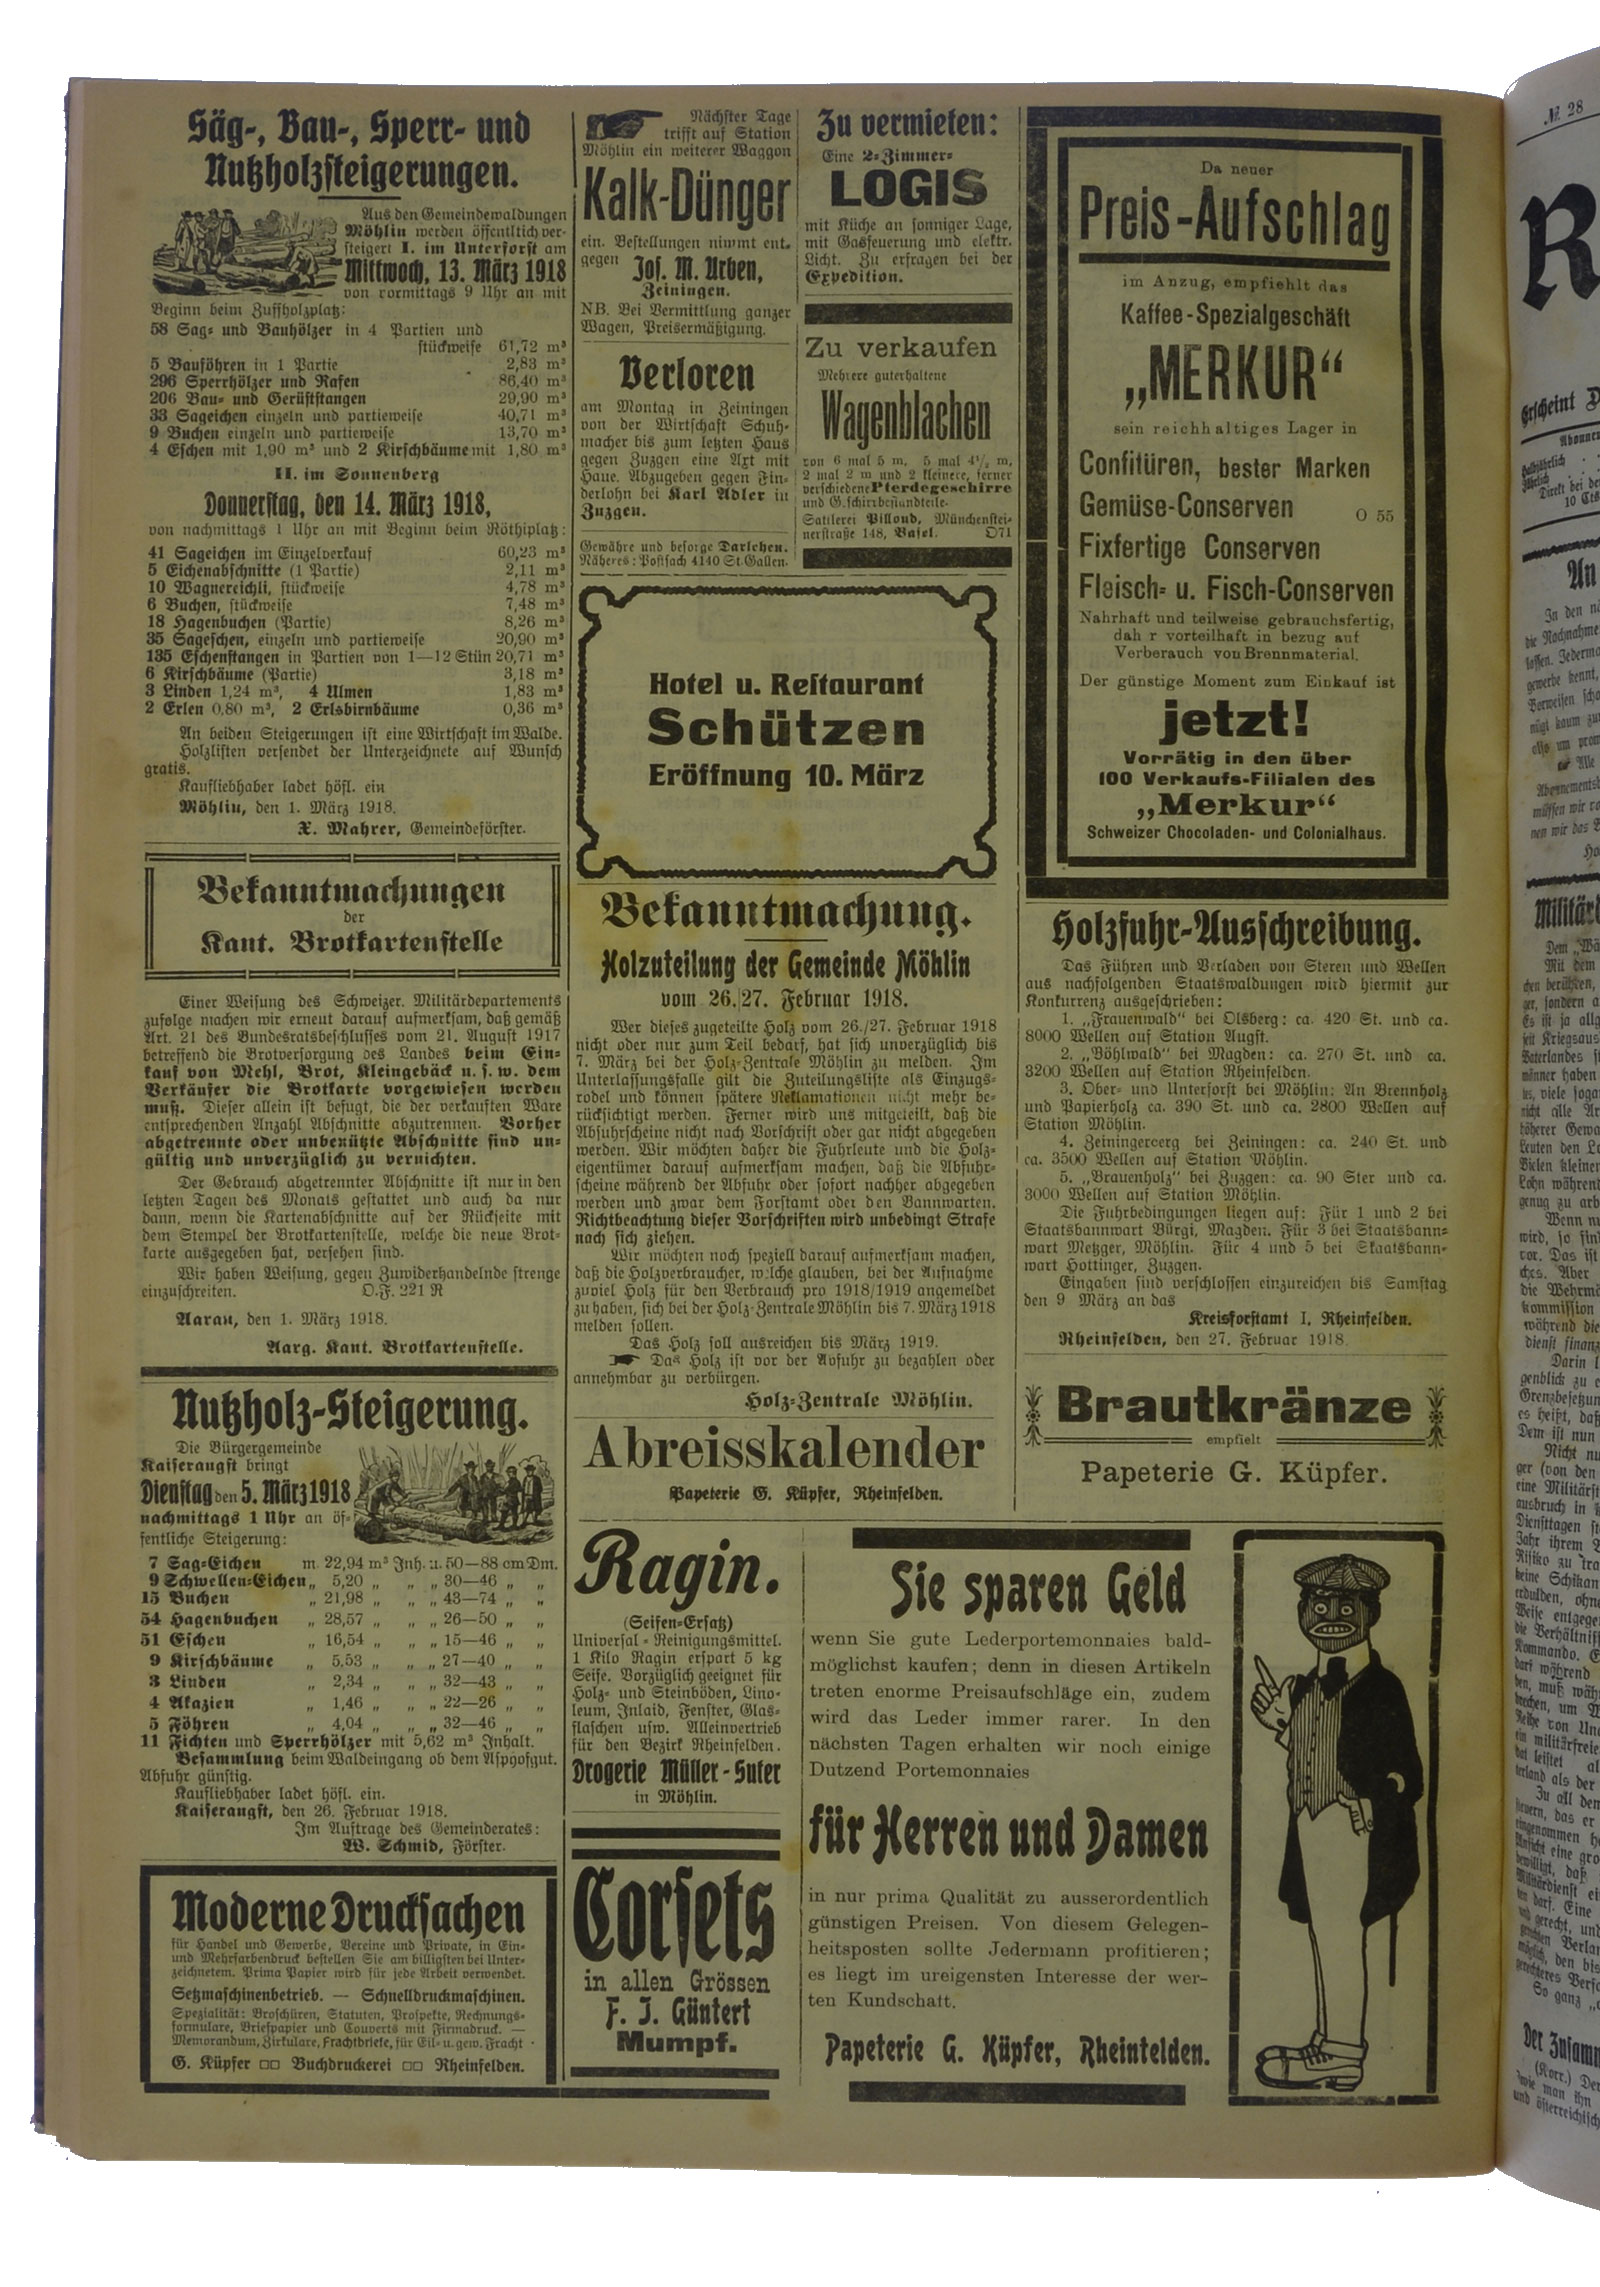 Säg-, Bau-, Sperr- und
Nutzholzsteigerungen.
Aus den Gemeindewaldungen
Möhlin werden öffentlich ver-
steigert I. im Unterforst am
Mittwoch, 13. März 1918
von vormittags 9 Uhr an mit
Beginn beim Zuffholzplatz:
58 Sag- und Bauhölzer in 4 Partien und
stückweise 61,72 m³
5 Bauföhren in 1 Partie 2,83 m³
296 Sperrhölzer und Rafen 86,40 m³
206 Bau- und Gerüststangen 29,90 m³
33 Sageichen einzeln und partieweise 40,71 m³
9 Buchen einzeln und partieweise 13,70 m³
4 Eschen mit 1,90 m³ und 2 Kirschbäume mit 1,80 m³
II. im Sonnenberg
Donnerstag, den 14. März 1918,
von nachmittags 1 Uhr an mit Beginn beim Röthiplatz:
41 Sageichen im Einzelverkauf 60,23 m³
5 Eichenabschnitte (1 Partie) 2,11 m³
10 Wagnereichli, stückweise 4,78 m³
6 Buchen, stückweise 7,48 m³
18 Hagenbuchen (Partie) 8,26 m³
35 Sageschen, einzeln und partieweise 20,90 m³
135 Eschenstangen in Partien von 1—12 Stün 20,71 m³
6 Kirschbäume (Partie) 3,18 m³
3 Linden 1,24 m³, 4 Ulmen 1,83 m³
2 Erlen 0,80 m³, 2 Erlsbirnbäume 0,36 m³
An beiden Steigerungen ist eine Wirtschaft im Walde.
Holzlisten versendet der Unterzeichnete auf Wunsch
gratis.
Kaufliebhaber ladet höfl. ein
Möhlin, den 1. März 1918.
X. Mahrer, Gemeindeförster.
Bekanntmachungen
der
Kant. Brotkartenstelle
Einer Weisung des Schweizer. Militärdepartements
zufolge machen wir erneut darauf aufmerksam, daß gemäß
Art. 21 des Bundesratsbeschlusses vom 21. August 1917
betreffend die Brotversorgung des Landes beim Ein-
kauf von Mehl, Brot, Kleingebäck u. s. w. dem
Verkäufer die Brotkarte vorgewiesen werden
muß. Dieser allein ist befugt, die der verkauften Ware
entsprechenden Anzahl Abschnitte abzutrennen. Vorher
abgetrennte oder unbenützte Abschnitte sind un-
gültig und unverzüglich zu vernichten.
Der Gebrauch abgetrennter Abschnitte ist nur in den
letzten Tagen des Monats gestattet und auch da nur
dann, wenn die Kartenabschnitte auf der Rückseite mit
dem Stempel der Brotkartenstelle, welche die neue Brot-
karte ausgegeben hat, versehen sind.
Wir haben Weisung, gegen Zuwiderhandelnde strenge
einzuschreiten. O.F. 221 R
Aarau, den 1. März 1918.
Aarg. Kant. Brotkartenstelle.
Nutzholz-Steigerung.
Die Bürgergemeinde
Kaiseraugst bringt
Dienstag den 5. März 1918
nachmittags 1 Uhr an öf-
fentliche Steigerung:
7 Sag-Eichen m. 22,94 m³ Inh. u. 50—88 cm Dm.
9 Schwellen-Eichen „ 5,20 „ „ „ 30—46 „ „
15 Buchen „ 21,98 „ „ „ 43—74 „ „
54 Hagenbuchen „ 28,57 „ „ „ 26—50 „ „
51 Eschen „ 16,54 „ „ „ 15—46 „ „
9 Kirschbäume „ 5,53 „ „ „ 27—40 „ „
3 Linden „ 2,34 „ „ „ 32—43 „ „
4 Akazien „ 1,46 „ „ „ 22—26 „ „
5 Föhren „ 4,04 „ „ „ 32—46 „ „
11 Fichten und Sperrhölzer mit 5,62 m³ Inhalt.
Besammlung beim Waldeingang ob dem Asphofgut.
Abfuhr günstig.
Kaufliebhaber ladet höfl. ein.
Kaiseraugst, den 26. Februar 1918.
Im Auftrage des Gemeinderates:
W. Schmid, Förster.
Moderne Drucksachen
für Handel und Gewerbe, Vereine und Private, in Ein-
und Mehrfarbendruck bestellen Sie am billigsten bei Unter-
zeichnetem. Prima Papier wird für jede Arbeit verwendet.
Setzmaschinenbetrieb. — Schnelldruckmaschinen.
Spezialität: Broschüren, Statuten, Prospekte, Rechnungs-
formulare, Briefpapier und Couverts mit Firmadruck. —
Memorandum, Zirkulare, Frachtbriefe, für Eil- u. gew. Fracht
G. Küpfer □□ Buchdruckerei □□ Rheinfelden.
Nächster Tage
trifft auf Station
Möhlin ein weiterer Waggon
Kalk-Dünger
ein. Bestellungen nimmt ent-
gegen Jos. M. Urben,
Zeiningen.
NB. Bei Vermittlung ganzer
Wagen, Preisermäßigung.
Verloren
am Montag in Zeiningen
von der Wirtschaft Schuh-
macher bis zum letzten Haus
gegen Zuzgen eine Axt mit
Haue. Abzugeben gegen Fin-
derlohn bei Karl Adler in
Zuzgen.
Gewähre und besorge Darlehen.
Näheres: Postfach 4140 St. Gallen.
Zu vermieten:
Eine 2-Zimmer-
LOGIS
mit Küche an sonniger Lage,
mit Gasfeuerung und elektr.
Licht. Zu erfragen bei der
Expedition.
Zu verkaufen
Mehrere guterhaltene
Wagenblachen
von 6 mal 5 m, 5 mal 4½ m,
2 mal 2 m und 2 kleinere, ferner
verschiedene Pferdegeschirre
und G.schirrbestandteile.
Sattlerei Pilloud, Münchenstei-
nerstraße 148, Basel. O71
Hotel u. Restaurant
Schützen
Eröffnung 10. März
Bekanntmachung.
Holzuteilung der Gemeinde Möhlin
vom 26./27. Februar 1918.
Wer dieses zugeteilte Holz vom 26./27. Februar 1918
nicht oder nur zum Teil bedarf, hat sich unverzüglich bis
7. März bei der Holz-Zentrale Möhlin zu melden. Im
Unterlassungsfalle gilt die Zuteilungsliste als Einzugs-
rodel und können spätere Reklamationen nicht mehr be-
rücksichtigt werden. Ferner wird uns mitgeteilt, daß die
Abfuhrscheine nicht nach Vorschrift oder gar nicht abgegeben
werden. Wir möchten daher die Fuhrleute und die Holz-
eigentümer darauf aufmerksam machen, daß die Abfuhr-
scheine während der Abfuhr oder sofort nachher abgegeben
werden und zwar dem Forstamt oder den Bannwarten.
Richtbeachtung dieser Vorschriften wird unbedingt Strafe
nach sich ziehen.
Wir möchten noch speziell darauf aufmerksam machen,
daß die Holzverbraucher, welche glauben, bei der Aufnahme
zuviel Holz für den Verbrauch pro 1918/1919 angemeldet
zu haben, sich bei der Holz-Zentrale Möhlin bis 7. März 1918
melden sollen.
Das Holz soll ausreichen bis März 1919.
Das Holz ist vor der Abfuhr zu bezahlen oder
annehmbar zu verbürgen.
Holz-Zentrale Möhlin.
Abreisskalender
Papeterie G. Küpfer, Rheinfelden.
Da neuer
Preis-Aufschlag
im Anzug, empfiehlt das
Kaffee-Spezialgeschäft
„MERKUR“
sein reichhaltiges Lager in
Confitüren, bester Marken
Gemüse-Conserven O 55
Fixfertige Conserven
Fleisch- u. Fisch-Conserven
Nahrhaft und teilweise gebrauchsfertig,
dah r vorteilhaft in bezug auf
Verberauch von Brennmaterial.
Der günstige Moment zum Einkauf ist
jetzt!
Vorrätig in den über
100 Verkaufs-Filialen des
„Merkur“
Schweizer Chocoladen- und Colonialhaus.
Holzfuhr-Ausschreibung.
Das Führen und Verladen von Steren und Wellen
aus nachfolgenden Staatswaldungen wird hiermit zur
Konkurrenz ausgeschrieben:
1. „Frauenwald“ bei Olsberg: ca. 420 St. und ca.
8000 Wellen auf Station Augst.
2. „Böhlwald“ bei Magden: ca. 270 St. und ca.
3200 Wellen auf Station Rheinfelden.
3. Ober- und Unterforst bei Möhlin: An Brennholz
und Papierholz ca. 390 St. und ca. 2800 Wellen auf
Station Möhlin.
4. Zeiningercerg bei Zeiningen: ca. 240 St. und
ca. 3500 Wellen auf Station Möhlin.
5. „Brauenholz“ bei Zuzgen: ca. 90 Ster und ca.
3000 Wellen auf Station Möhlin.
Die Fuhrbedingungen liegen auf: Für 1 und 2 bei
Staatsbannwart Bürgi, Magden. Für 3 bei Staatsbann-
wart Metzger, Möhlin. Für 4 und 5 bei Staatsbann-
wart Hottinger, Zuzgen.
Eingaben sind verschlossen einzureichen bis Samstag
den 9 März an das
Kreisforstamt I, Rheinfelden.
Rheinfelden, den 27. Februar 1918.
Brautkränze
empfielt
Papeterie G. Küpfer.
Ragin.
(Seifen-Ersatz)
Universal-Reinigungsmittel.
1 Kilo Ragin erspart 5 kg
Seife. Vorzüglich geeignet für
Holz- und Steinböden, Lino-
leum, Inlaid, Fenster, Glas-
flaschen usw. Alleinvertrieb
für den Bezirk Rheinfelden.
Drogerie Müller-Suter
in Möhlin.
Corsets
in allen Grössen
F. J. Güntert
Mumpf.
Sie sparen Geld
wenn Sie gute Lederportemonnaies bald-
möglichst kaufen; denn in diesen Artikeln
treten enorme Preisaufschläge ein, zudem
wird das Leder immer rarer. In den
nächsten Tagen erhalten wir noch einige
Dutzend Portemonnaies
für Herren und Damen
in nur prima Qualität zu ausserordentlich
günstigen Preisen. Von diesem Gelegen-
heitsposten sollte Jedermann profitieren;
es liegt im ureigensten Interesse der wer-
ten Kundschaft.
Papeterie G. Küpfer, Rheinfelden.
№ 28
R
Erscheint